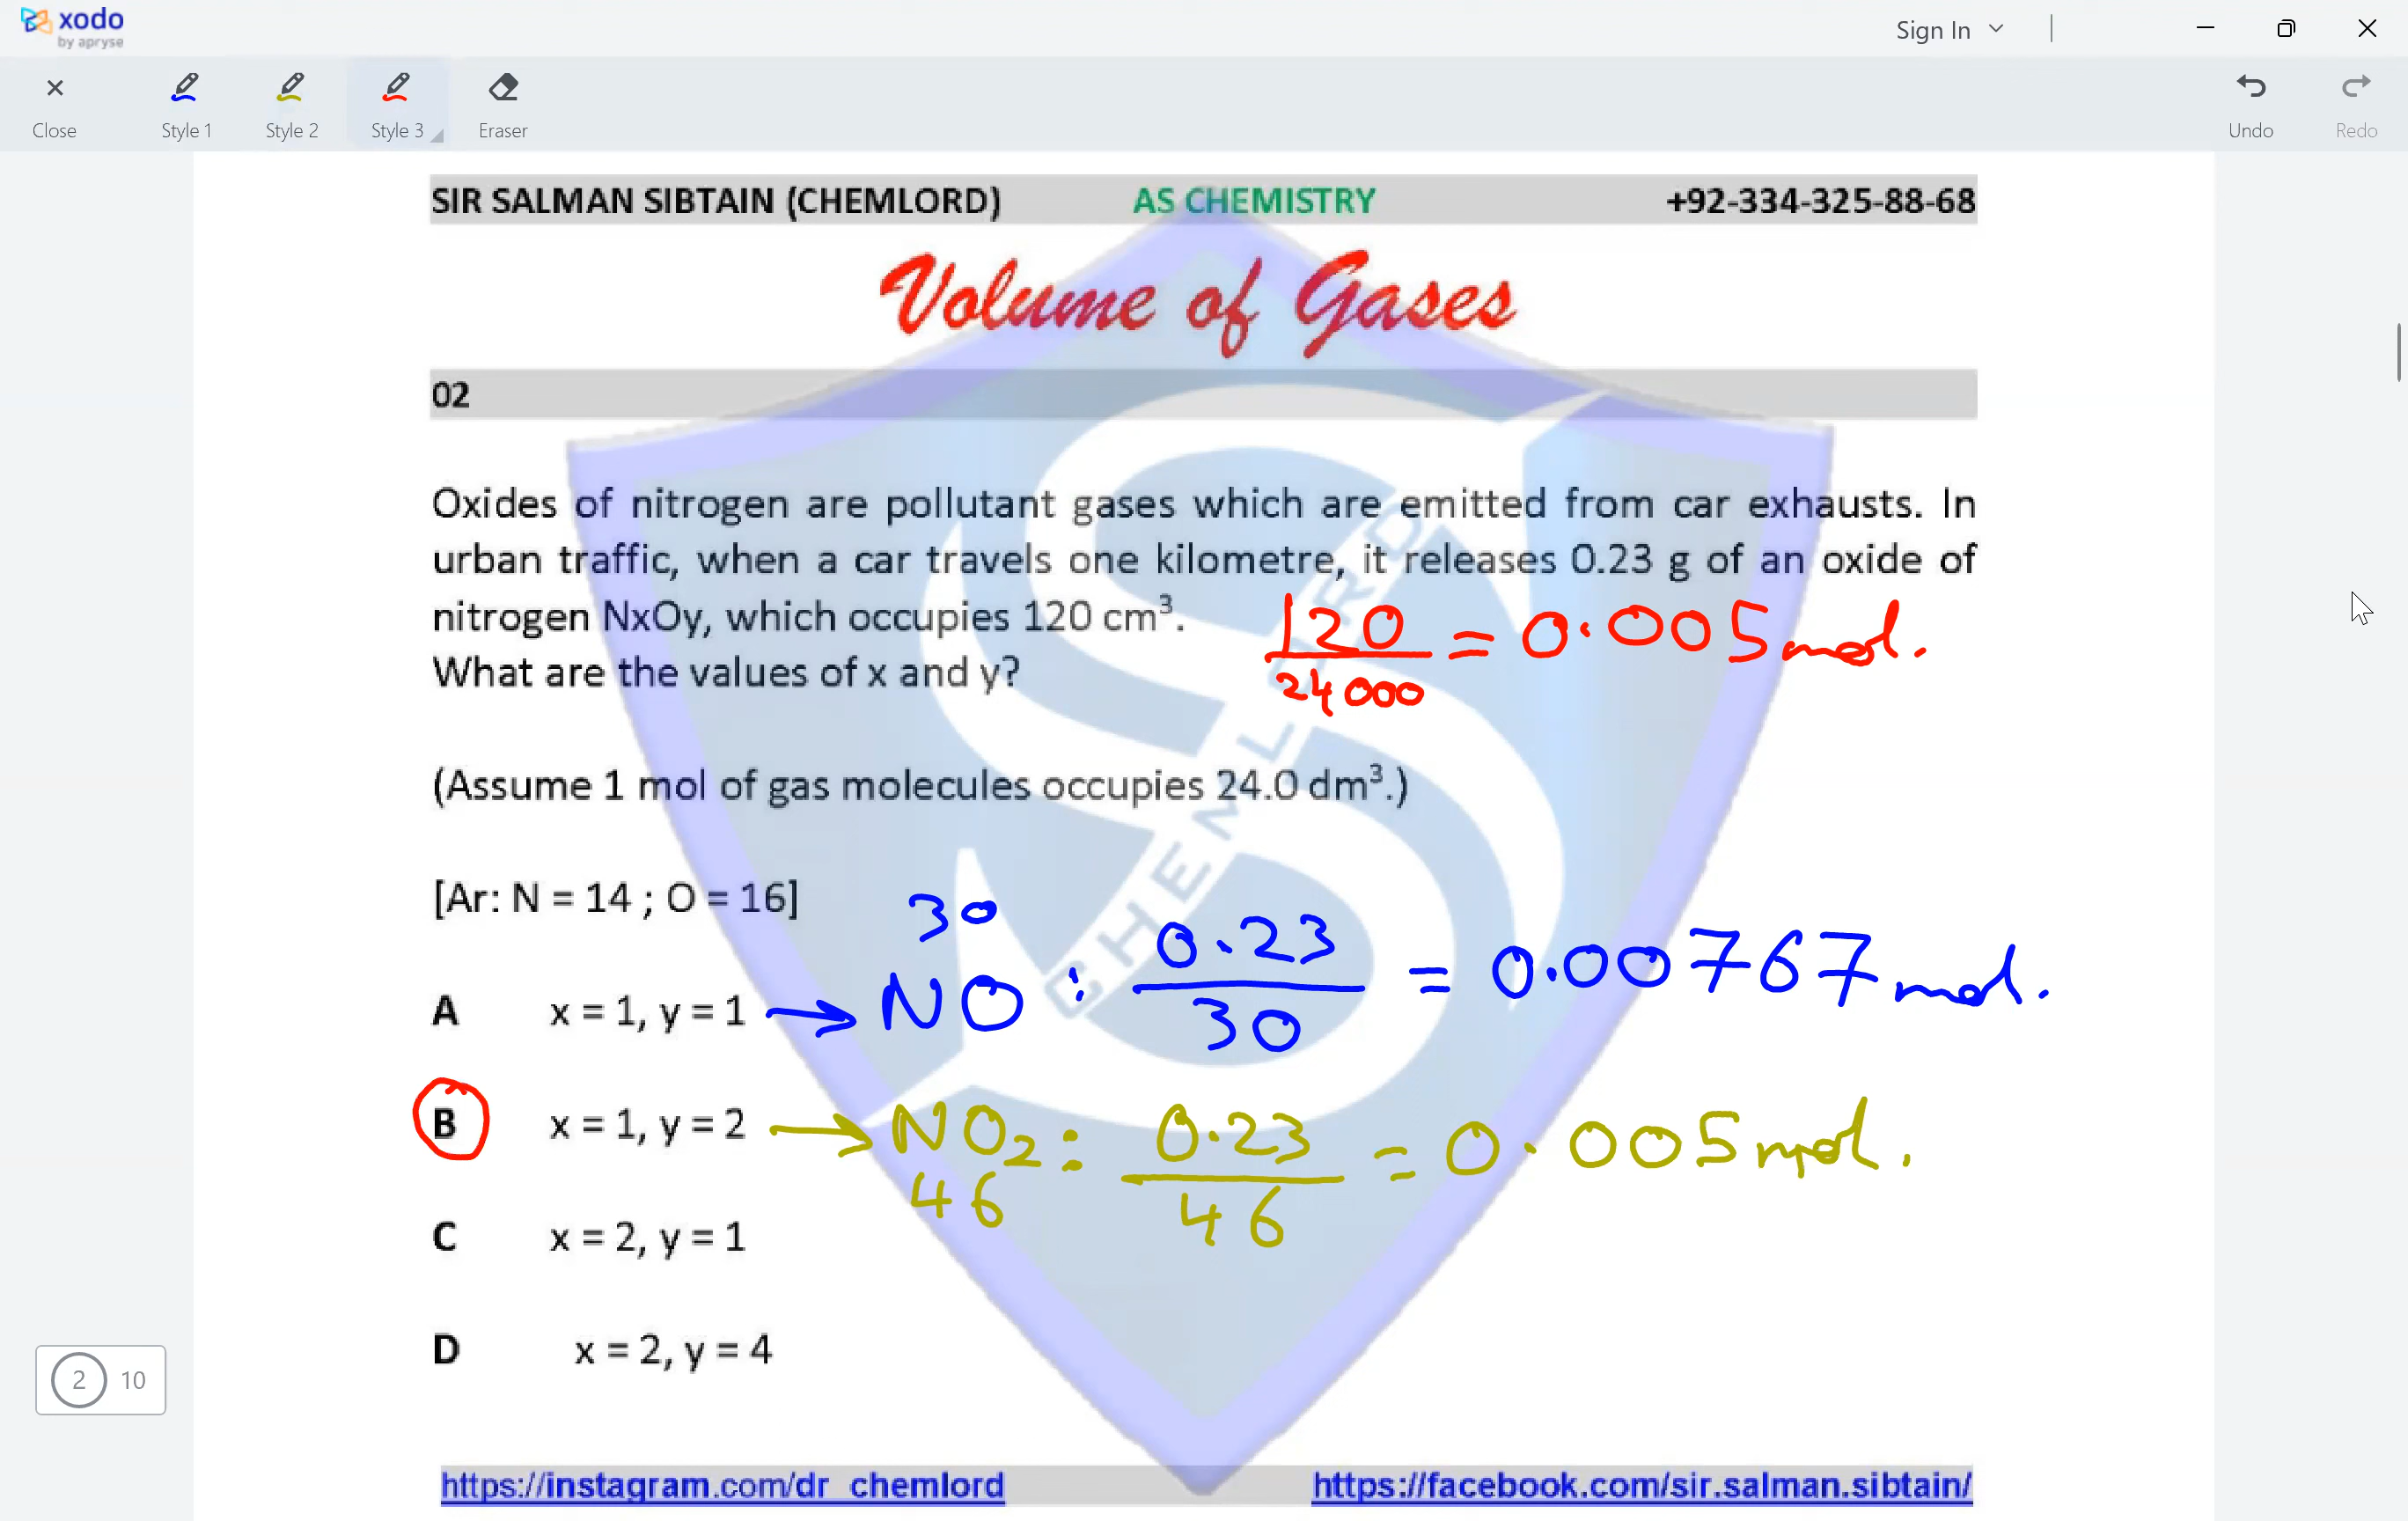 xodo
by apryse
Sign In
Close
Style 1
Style 2
Style 3
Eraser
Undo
Redo
SIR SALMAN SIBTAIN (CHEMLORD) AS CHEMISTRY +92-334-325-88-68
Volume of Gases
02
Oxides of nitrogen are pollutant gases which are emitted from car exhausts. In
urban traffic, when a car travels one kilometre, it releases 0.23 g of an oxide of
nitrogen NxOy, which occupies 120 cm³.
What are the values of x and y?
120/24000 = 0.005 mol.
(Assume 1 mol of gas molecules occupies 24.0 dm³.)
[Ar: N = 14 ; O = 16]
30
A x = 1, y = 1 → NO : 0.23/30 = 0.00767 mol.
B x = 1, y = 2 → NO₂ : 0.23/46 = 0.005 mol.
46
C x = 2, y = 1
D x = 2, y = 4
CHEMLORD
2 10
https://instagram.com/dr_chemlord https://facebook.com/sir.salman.sibtain/